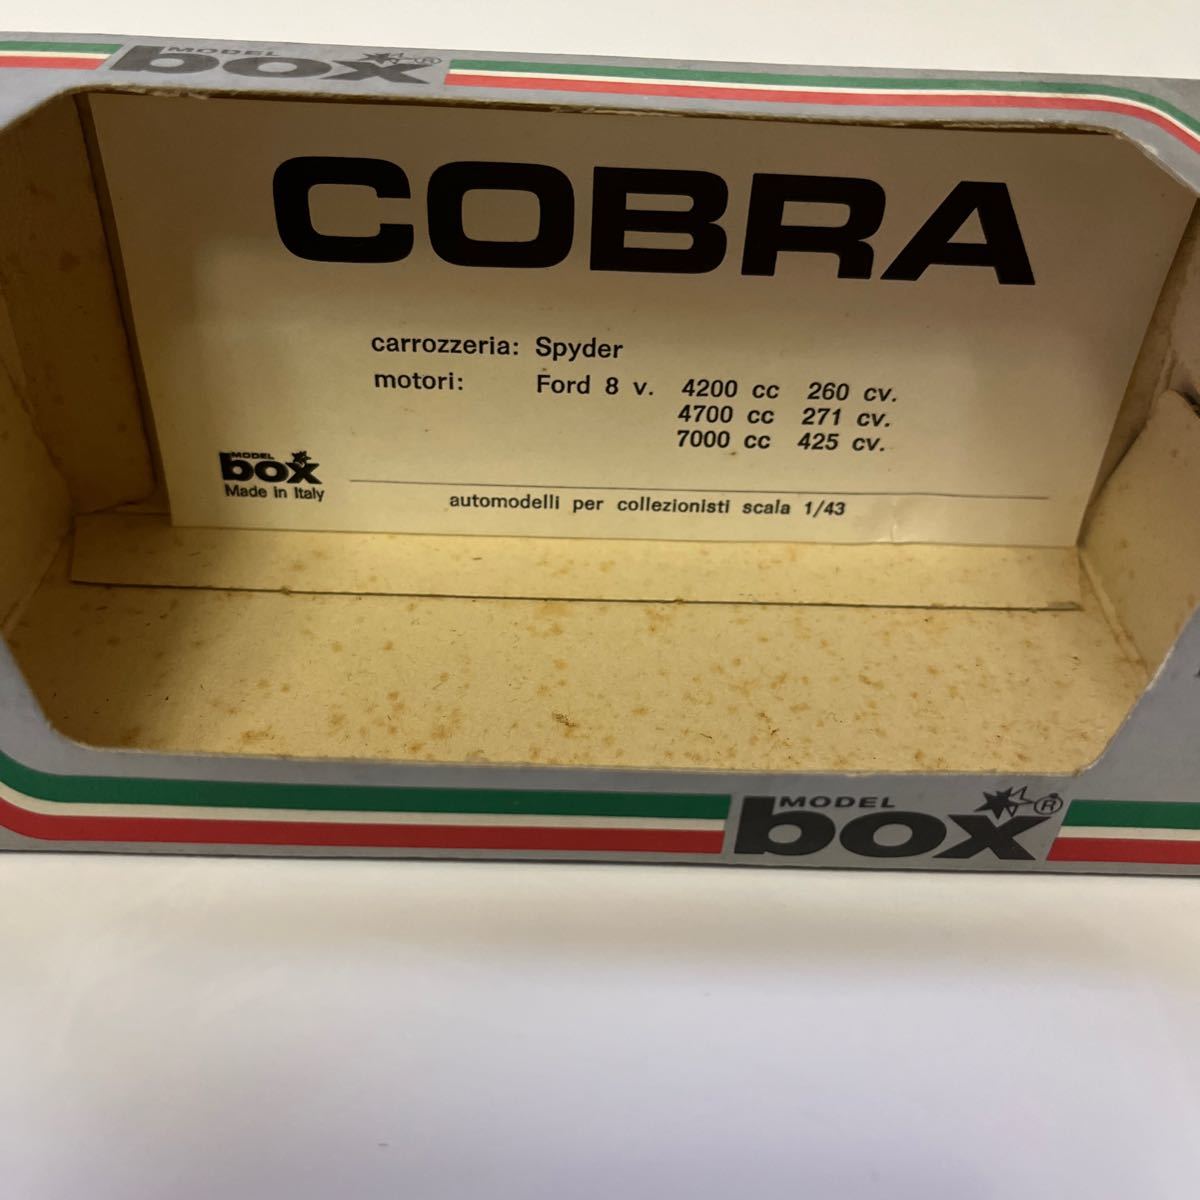 MODEL
box ®
COBRA
carrozzeria: Spyder
motori: Ford 8 v. 4200 cc 260 cv.
4700 cc 271 cv.
7000 cc 425 cv.
MODEL
box
Made in Italy
automodelli per collezionisti scala 1/43
MODEL
box ®